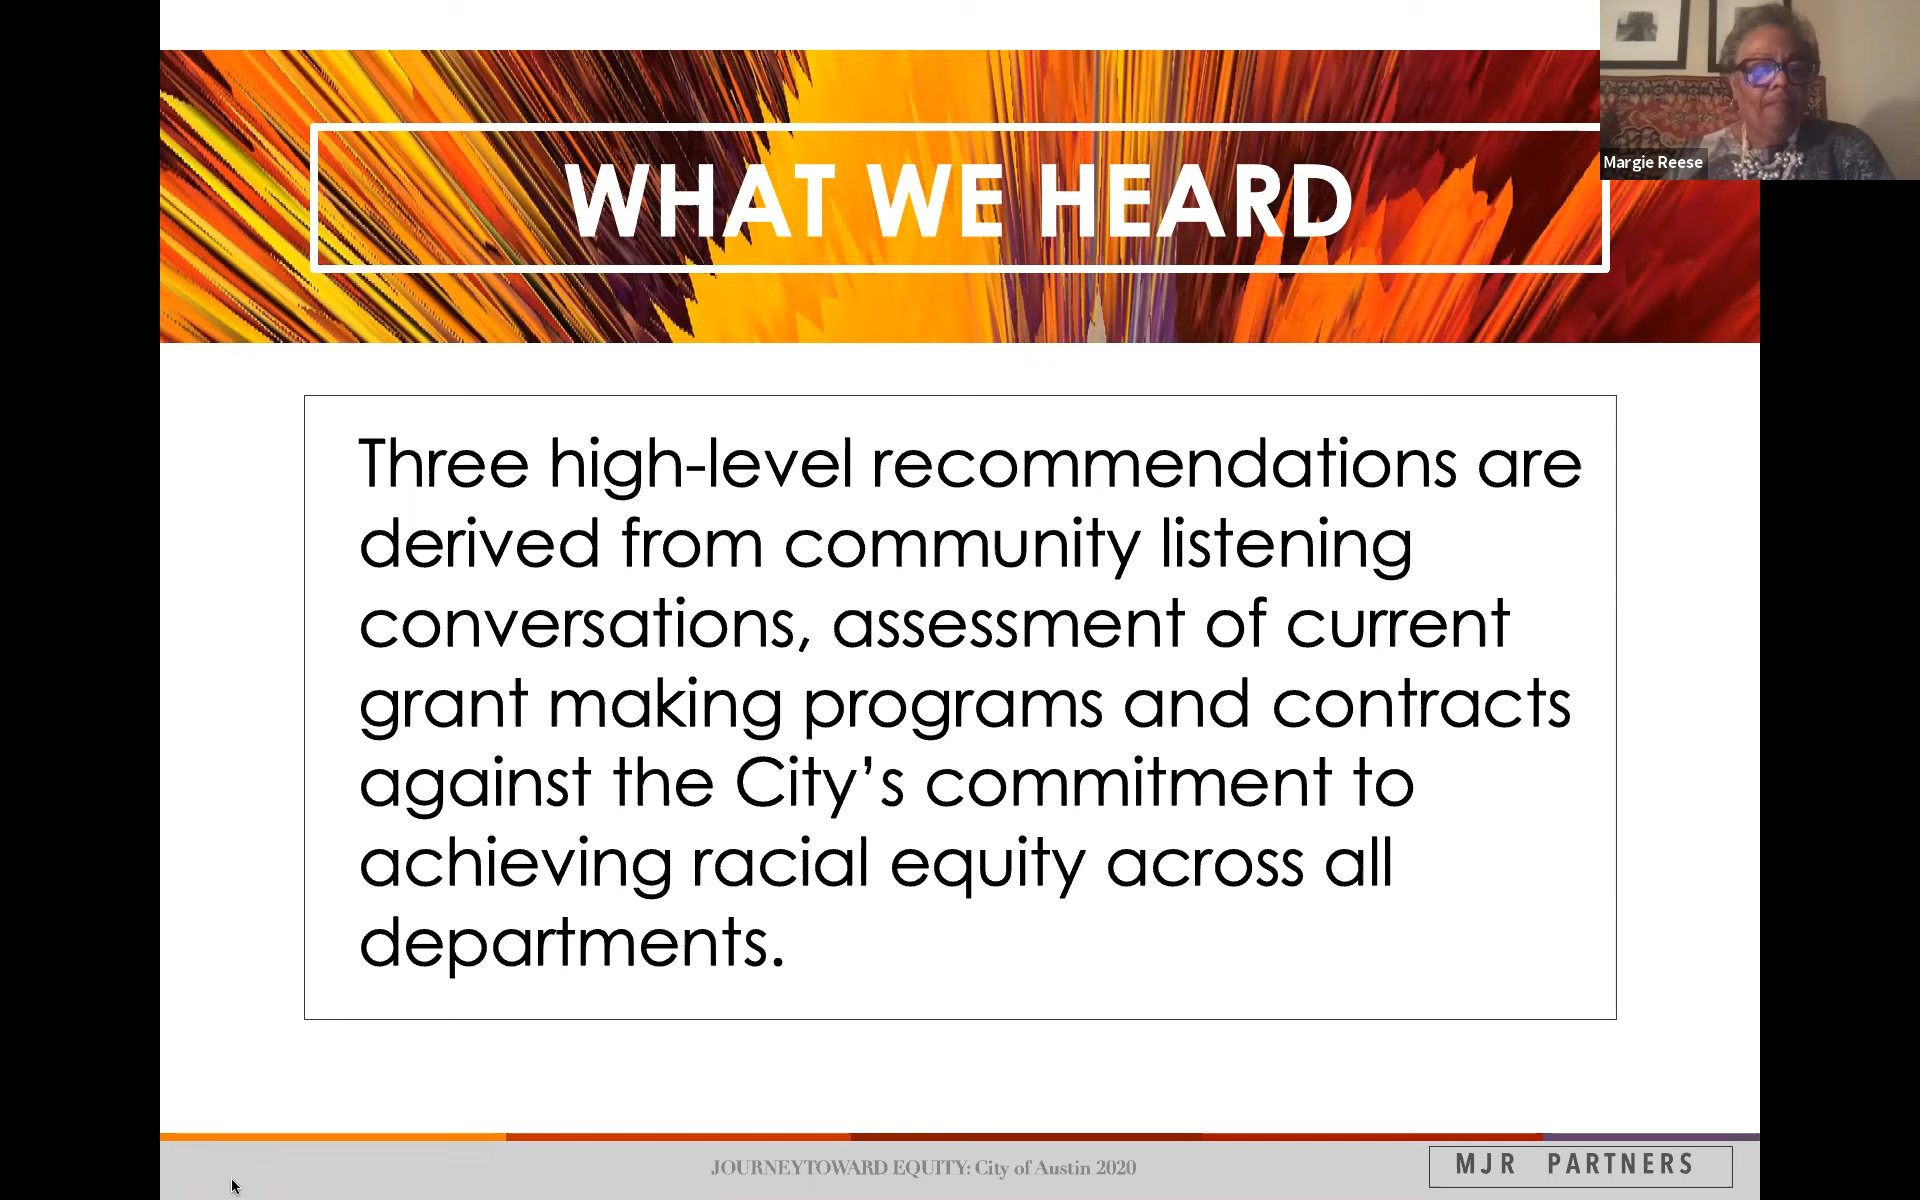 Margie Reese
WHAT WE HEARD
Three high-level recommendations are
derived from community listening
conversations, assessment of current
grant making programs and contracts
against the City’s commitment to
achieving racial equity across all
departments.
JOURNEYTOWARD EQUITY: City of Austin 2020
MJR PARTNERS